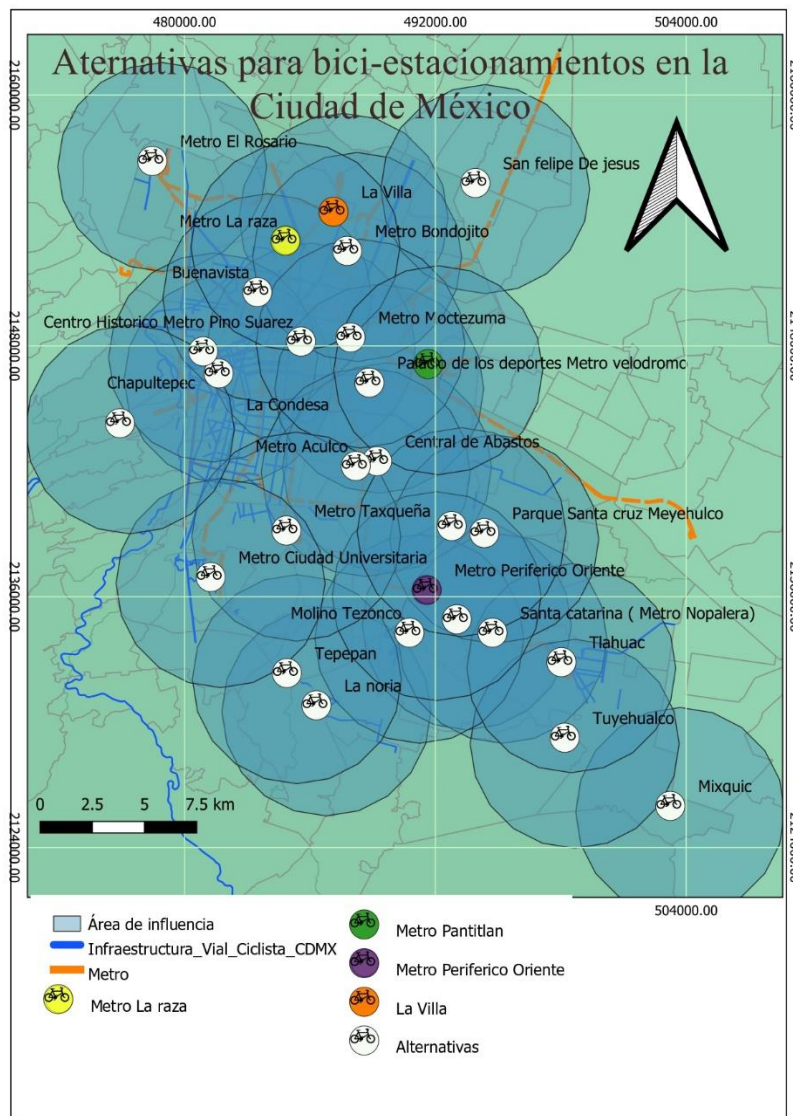 480000.00
492000.00
504000.00
Aternativas para bici-estacionamientos en la
Ciudad de México
2160000.00
Metro El Rosario
San felipe De jesus
La Villa
Metro La raza
Metro Bondojito
Buenavista
Centro Historico Metro Pino Suarez
Metro Moctezuma
2148000.00
Palacio de los deportes Metro velodromo
Chapultepec
La Condesa
Metro Aculco
Central de Abastos
Metro Taxqueña
Parque Santa cruz Meyehulco
Metro Ciudad Universitaria
Metro Periferico Oriente
2136000.00
Molino Tezonco
Santa catarina ( Metro Nopalera)
Tlahuac
Tepepan
La noria
Tuyehualco
Mixquic
0 2.5 5 7.5 km
2124000.00
504000.00
Área de influencia
Infraestructura_Vial_Ciclista_CDMX
Metro
Metro La raza
Metro Pantitlan
Metro Periferico Oriente
La Villa
Alternativas